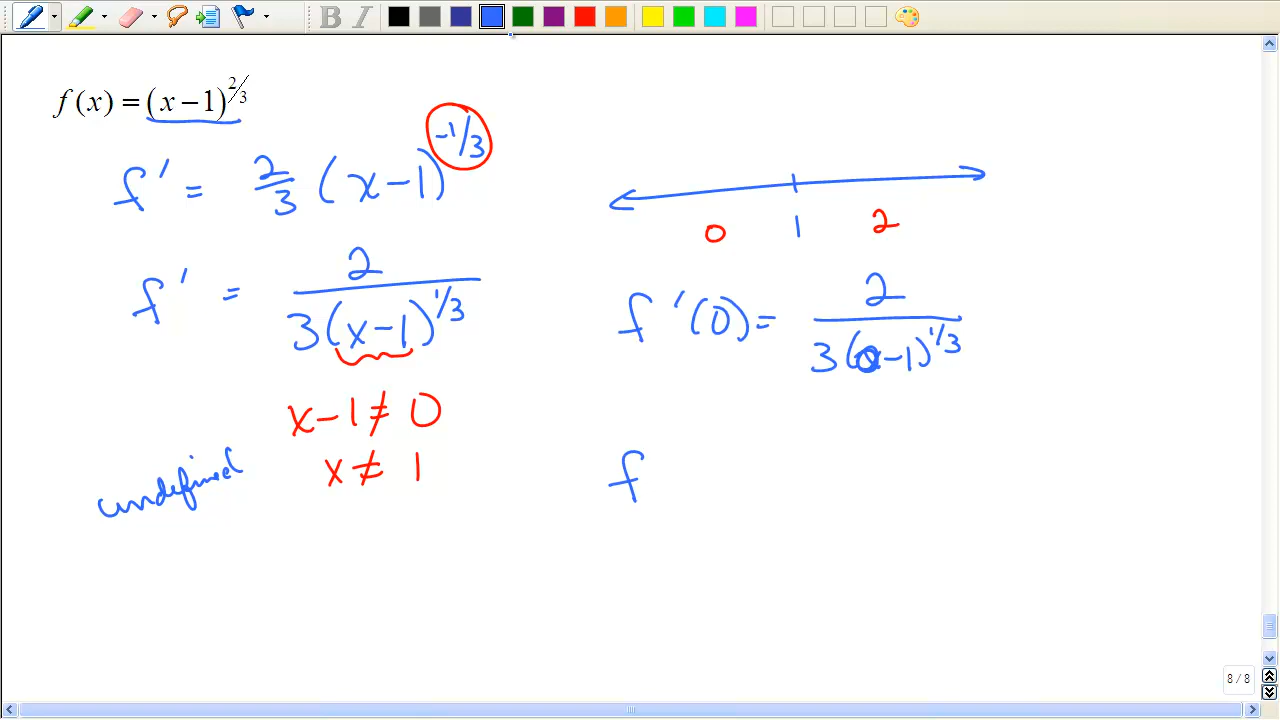 f(x) = (x − 1)^{2/3}
f' = 2/3 (x − 1)^{-1/3}
f' = 2/(3(x − 1)^{1/3})
x − 1 ≠ 0
x ≠ 1
undefined
0 1 2
f'(0) = 2/(3(0 − 1)^{1/3})
f
8/8
B I